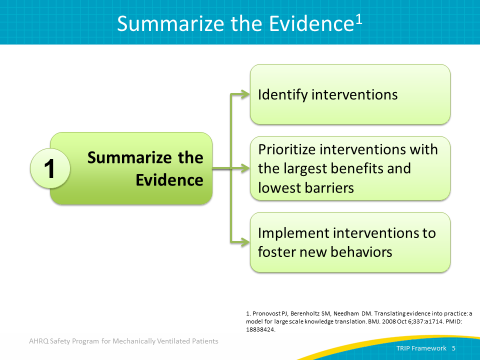 Summarize the Evidence1
Identify interventions
1
Summarize the
Evidence
Prioritize interventions with
the largest benefits and
lowest barriers
Implement interventions to
foster new behaviors
1. Pronovost PJ, Berenholtz SM, Needham DM. Translating evidence into practice: a
model for large scale knowledge translation. BMJ. 2008 Oct 6;337:a1714. PMID:
18838424.
AHRQ Safety Program for Mechanically Ventilated Patients
TRiP Framework 5